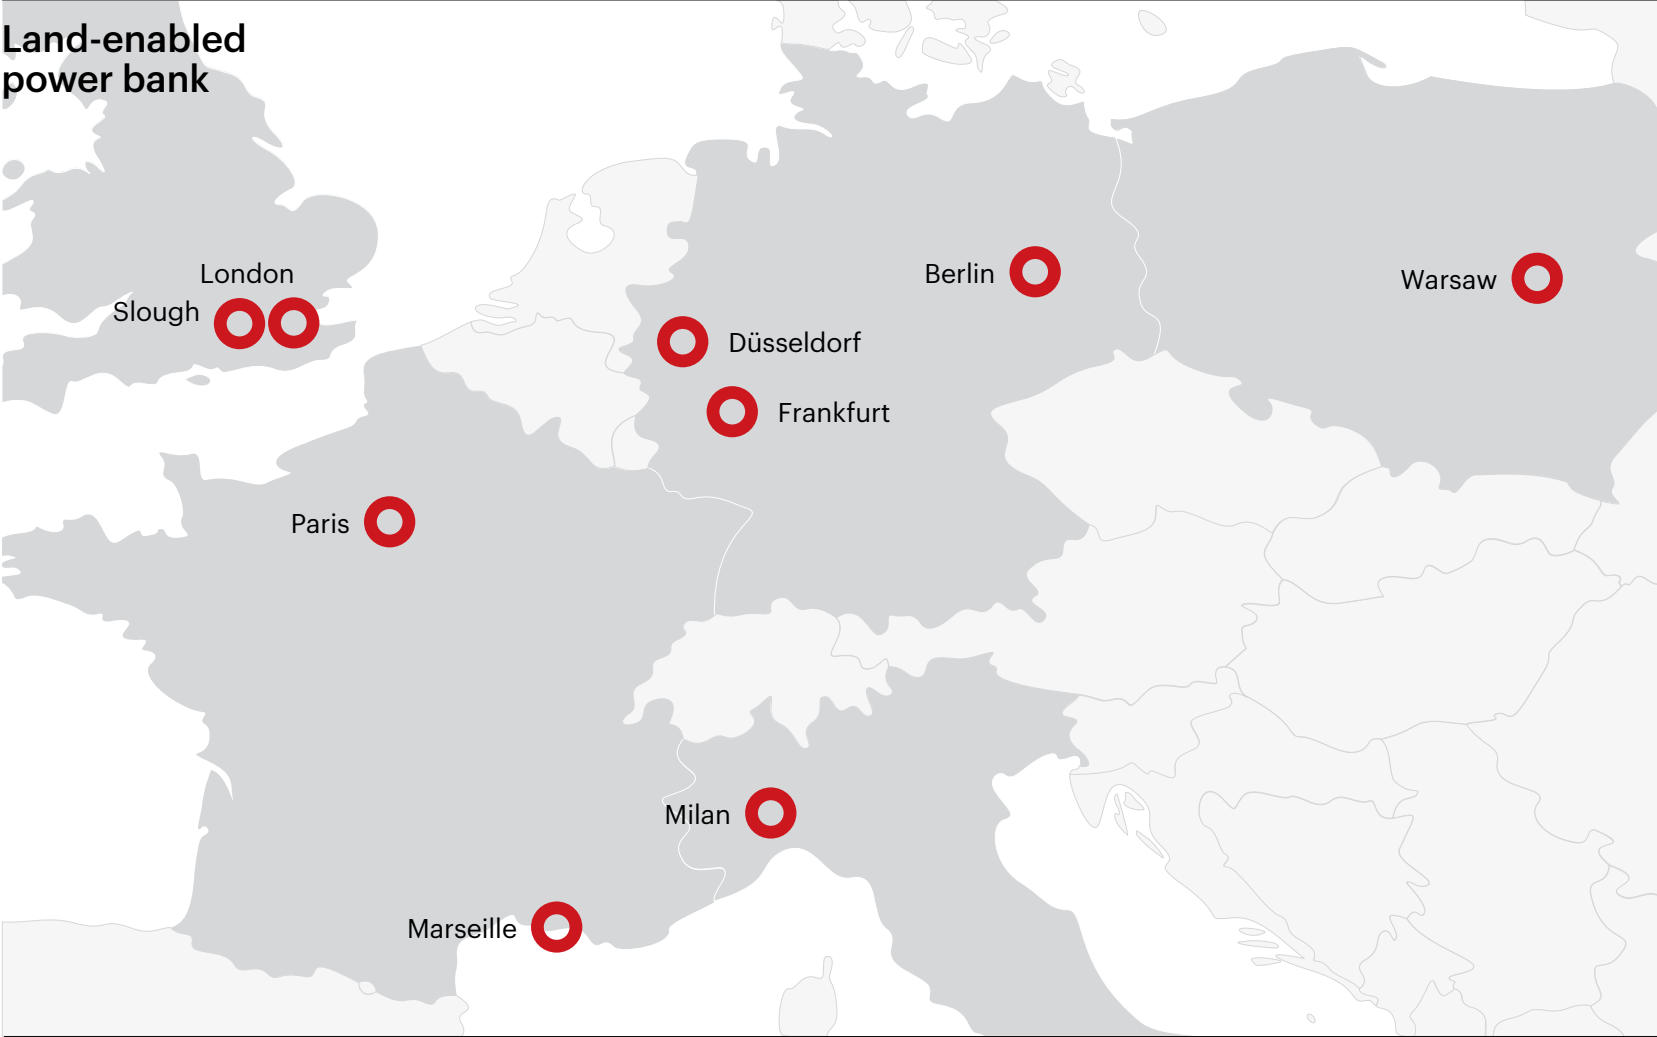 Land-enabled
power bank
London
Slough
Berlin
Warsaw
Düsseldorf
Frankfurt
Paris
Milan
Marseille